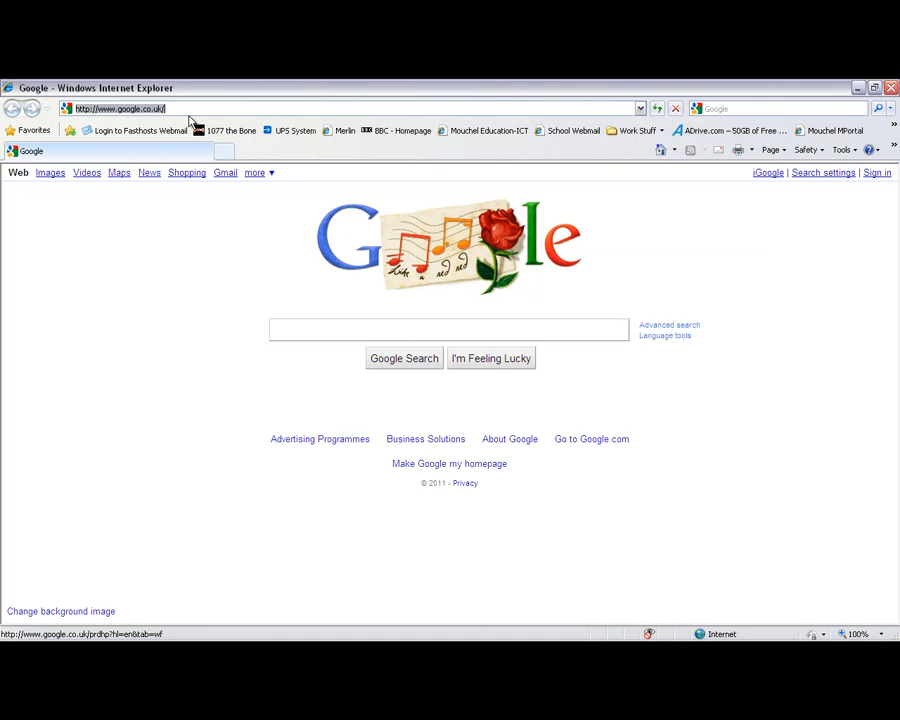 Google - Windows Internet Explorer
http://www.google.co.uk/
Google
Favorites Login to Fasthosts Webmail 1077 the Bone UPS System Merlin BBC - Homepage Mouchel Education-ICT School Webmail Work Stuff ADrive.com – 50GB of Free ... Mouchel MPortal »
Google
Page Safety Tools »
Web Images Videos Maps News Shopping Gmail more ▼
iGoogle | Search settings | Sign in
G le
Like a red red
Advanced search
Language tools
Google Search I'm Feeling Lucky
Advertising Programmes Business Solutions About Google Go to Google.com
Make Google my homepage
© 2011 - Privacy
Change background image
http://www.google.co.uk/prdhp?hl=en&tab=wf
Internet 100%